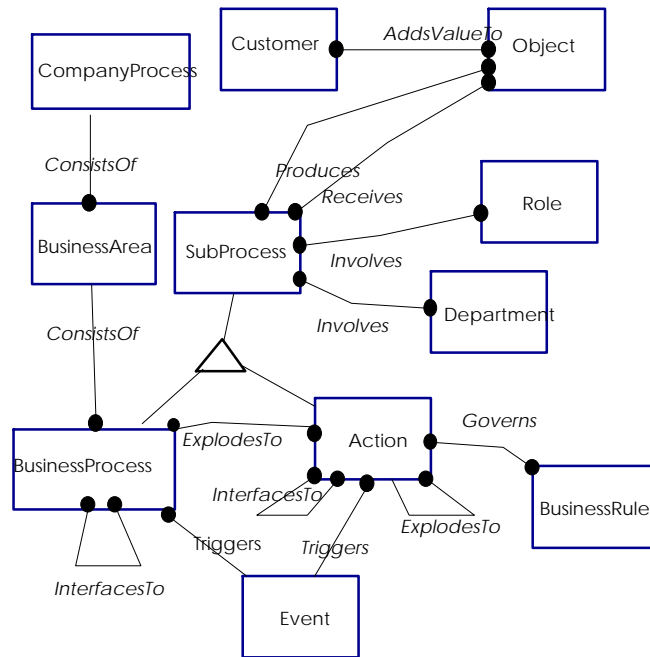 AddsValueTo
Customer
Object
CompanyProcess
ConsistsOf
Produces
Receives
Role
BusinessArea
SubProcess
Involves
Department
Involves
ConsistsOf
Governs
ExplodesTo
Action
BusinessProcess
InterfacesTo
BusinessRule
ExplodesTo
Triggers
Triggers
InterfacesTo
Event